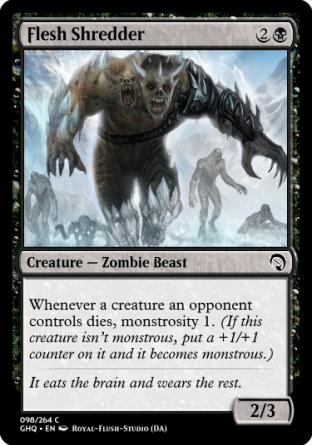 Flesh Shredder 2
Creature — Zombie Beast
Whenever a creature an opponent
controls dies, monstrosity 1. (If this
creature isn't monstrous, put a +1/+1
counter on it and it becomes monstrous.)
It eats the brain and wears the rest.
2/3
098/264 C
GHQ • EN Royal-Flush-Studio (DA)